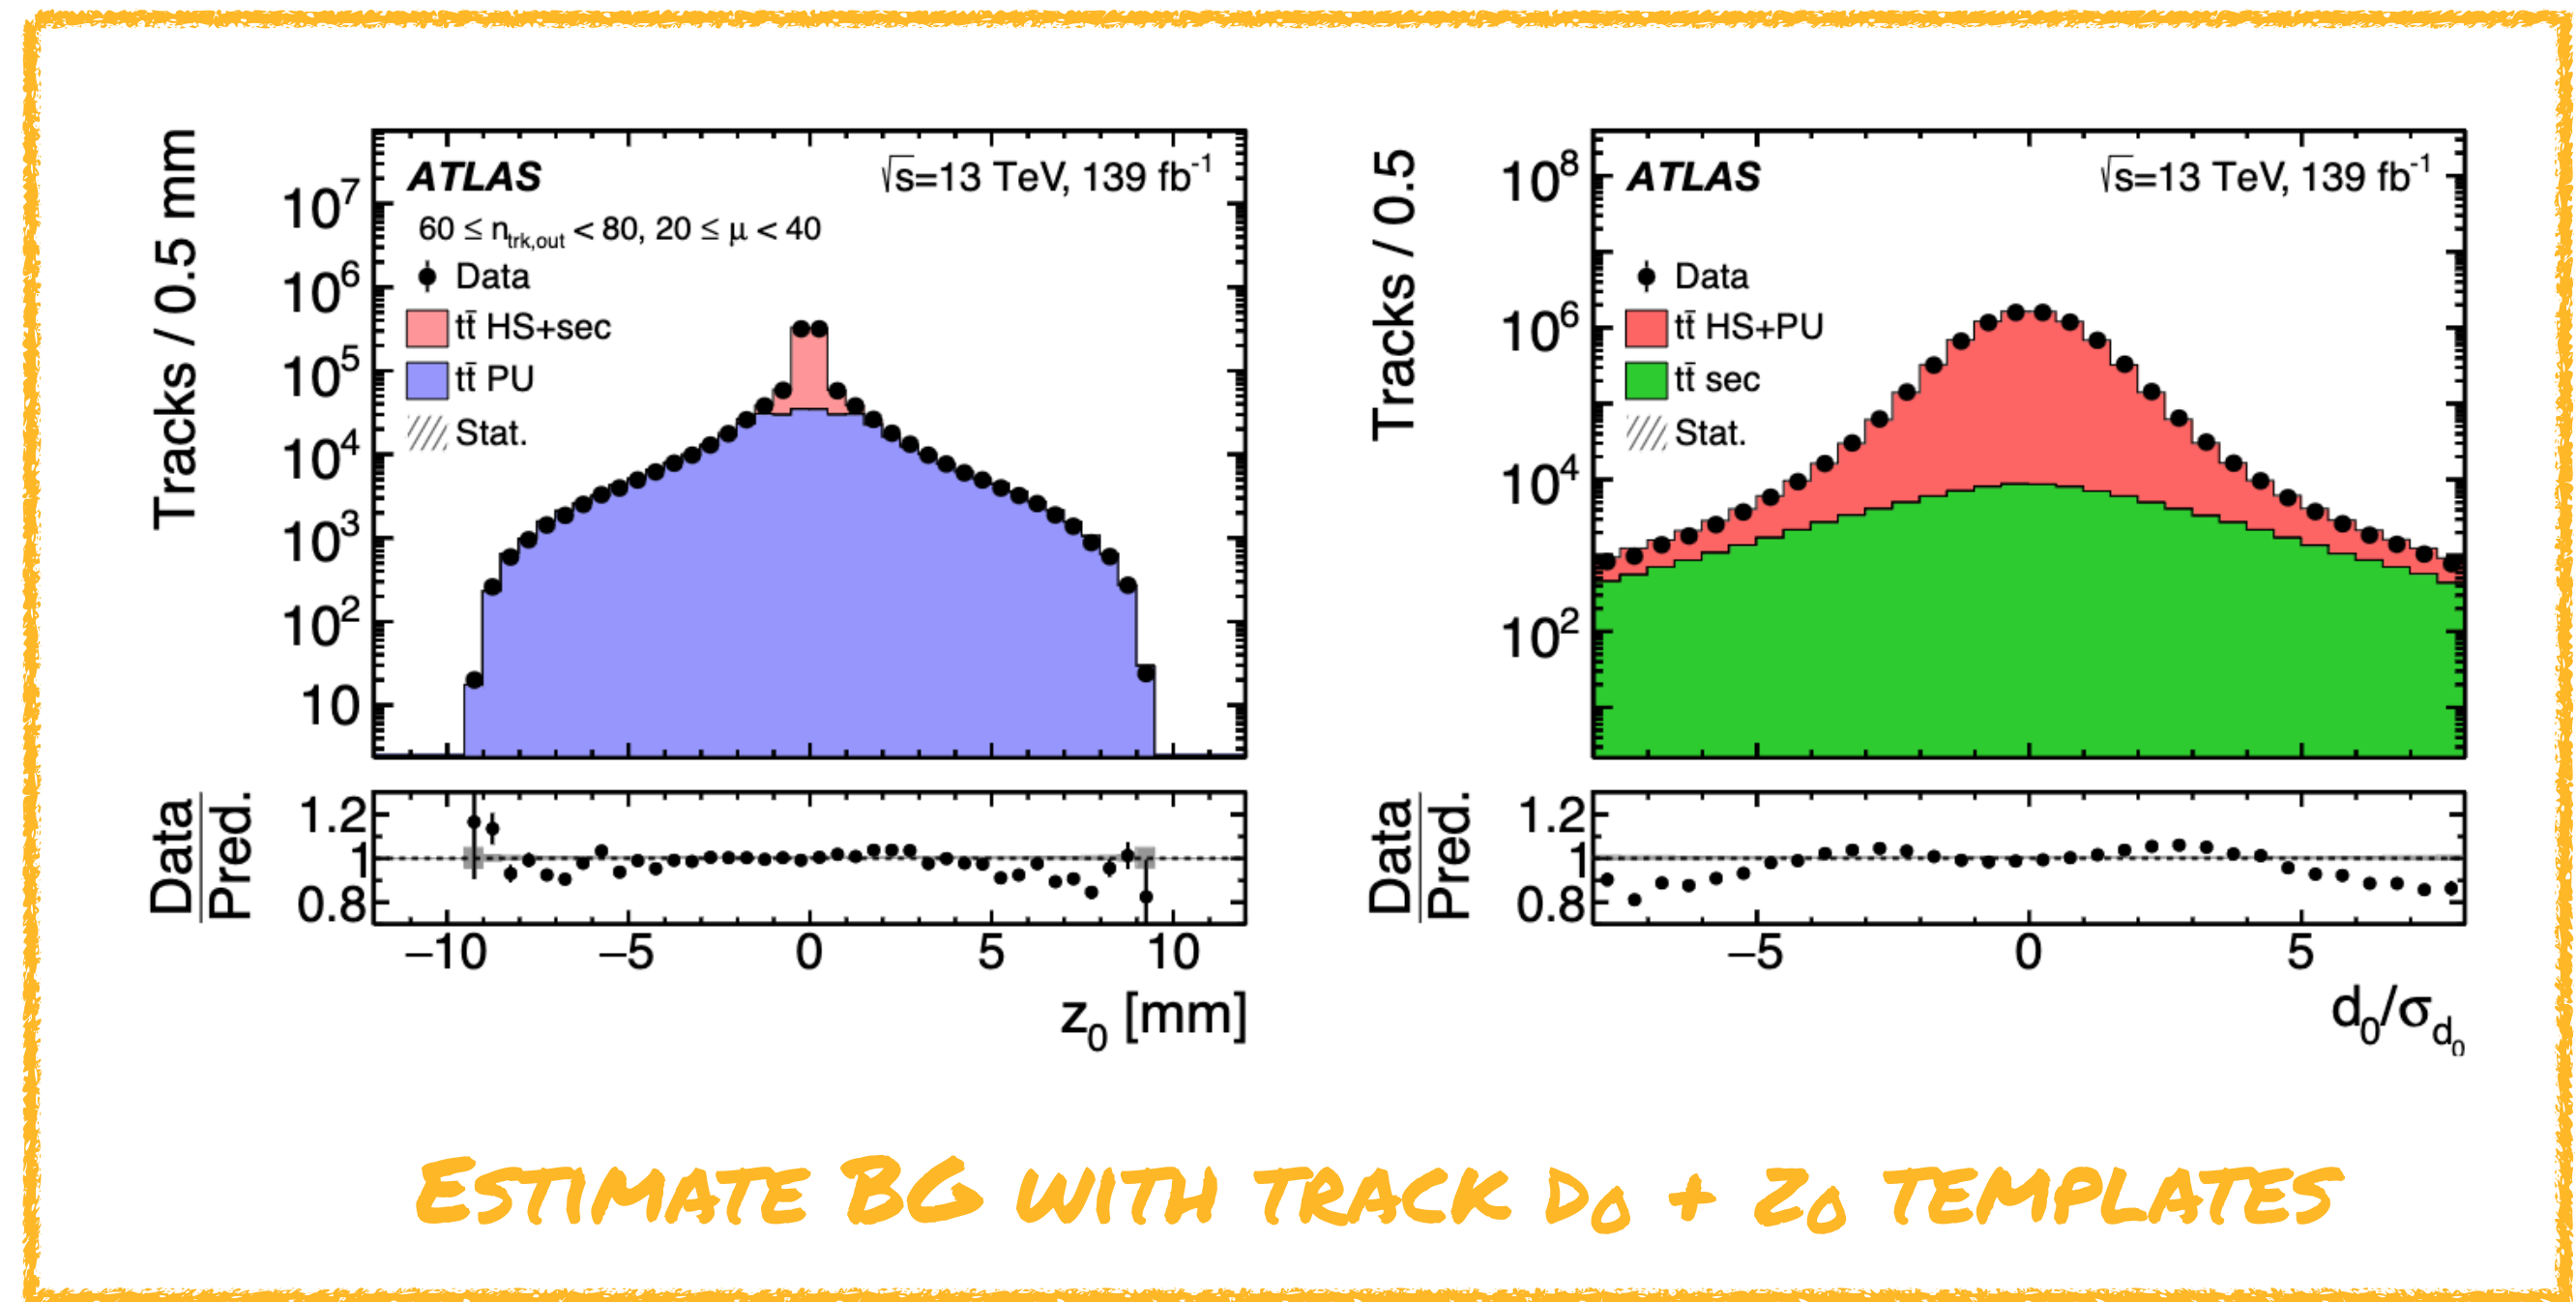 ATLAS
√s=13 TeV, 139 fb⁻¹
60 ≤ n_trk,out < 80, 20 ≤ μ < 40
Data
tt̄ HS+sec
tt̄ PU
Stat.
Tracks / 0.5 mm
10⁷
10⁶
10⁵
10⁴
10³
10²
10
Data
Pred.
1.2
1
0.8
−10 −5 0 5 10
z₀ [mm]
ATLAS
√s=13 TeV, 139 fb⁻¹
Data
tt̄ HS+PU
tt̄ sec
Stat.
Tracks / 0.5
10⁸
10⁶
10⁴
10²
Data
Pred.
1.2
1
0.8
−5 0 5
d₀/σ_d₀
ESTIMATE BG WITH TRACK D₀ + Z₀ TEMPLATES